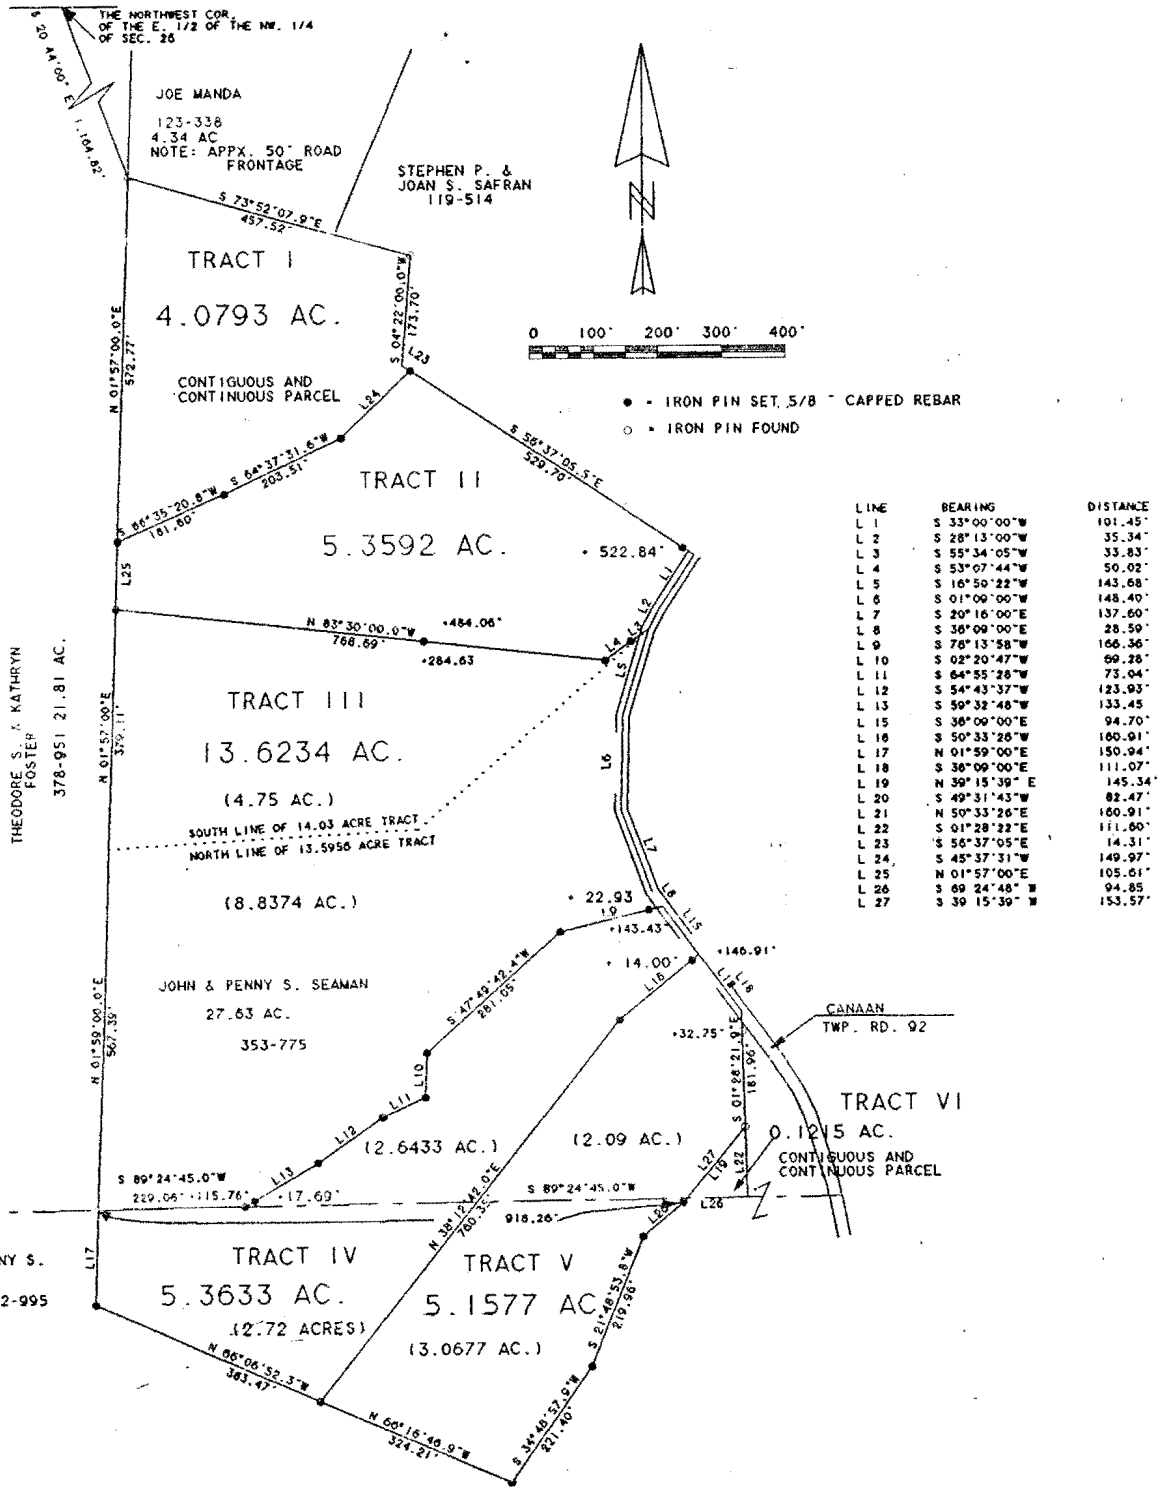 THE NORTHWEST COR.
OF THE E. 1/2 OF THE NW. 1/4
OF SEC. 26
S 20 44'00" E 1,164.82'
JOE MANDA
123-338
4.34 AC
NOTE: APPX. 50' ROAD
FRONTAGE
STEPHEN P. &
JOAN S. SAFRAN
119-514
N
S 73°52'07.9"E
457.52'
TRACT I
4.0793 AC.
S 04°22'00.0"W
173.70'
L23
N 01°57'00.0"E
572.77'
CONTIGUOUS AND
CONTINUOUS PARCEL
L24
0 100' 200' 300' 400'
● - IRON PIN SET, 5/8" CAPPED REBAR
○ - IRON PIN FOUND
S 64°37'31.6"W
203.51'
S 66°35'20.8"W
181.60'
S 56°37'05.5"E
529.70'
TRACT II
5.3592 AC.
+ 522.84'
L25
L1
L2
L3
L4
L5
N 83°30'00.0"W
768.69'
+484.06'
+284.63
LINE BEARING DISTANCE
L 1 S 33°00'00"W 101.45'
L 2 S 28°13'00"W 35.34'
L 3 S 55°34'05"W 33.83'
L 4 S 53°07'44"W 50.02'
L 5 S 16°50'22"W 143.68'
L 6 S 01°09'00"W 148.40'
L 7 S 20°16'00"E 137.60'
L 8 S 36°09'00"E 28.59'
L 9 S 76°13'58"W 166.36'
L 10 S 02°20'47"W 69.28'
L 11 S 64°55'28"W 73.04'
L 12 S 54°43'37"W 123.93'
L 13 S 59°32'48"W 133.45
L 15 S 36°09'00"E 94.70'
L 16 S 50°33'26"W 160.91'
L 17 N 01°59'00"E 150.94'
L 18 S 36°09'00"E 111.07'
L 19 N 39°15'39" E 145.34'
L 20 S 49°31'43"W 82.47'
L 21 N 50°33'26"E 160.91'
L 22 S 01°28'22"E 111.60'
L 23 S 56°37'05"E 14.31'
L 24 S 45°37'31"W 149.97'
L 25 N 01°57'00"E 105.61'
L 26 S 69 24'48" W 94.85
L 27 S 39 15'39" W 153.57'
THEODORE S. & KATHRYN
FOSTER
378-951 21.81 AC.
N 01°57'00"E
379.11'
TRACT III
13.6234 AC.
(4.75 AC.)
SOUTH LINE OF 14.03 ACRE TRACT
NORTH LINE OF 13.5956 ACRE TRACT
(8.8374 AC.)
L6
L7
L8
L15
+ 22.93
L9
+143.43'
+146.91'
+ 14.00'
L16
L18
L18
S 47°49'42.4"W
281.05'
JOHN & PENNY S. SEAMAN
27.63 AC.
353-775
N 01°59'00.0"E
567.39'
CANAAN
TWP. RD. 92
+32.75'
S 01°28'21.9"E
181.96'
L10
L11
L12
L13
(2.6433 AC.)
(2.09 AC.)
TRACT VI
0.1215 AC.
CONTIGUOUS AND
CONTINUOUS PARCEL
L27
L19
L22
L26
S 89°24'45.0"W
229.06' +115.76'
+17.69'
S 89°24'45.0"W
918.26'
N 38°12'42.0"E
760.35'
L17
NY S.
2-995
TRACT IV
5.3633 AC.
(2.72 ACRES)
TRACT V
5.1577 AC.
(3.0677 AC.)
S 21°48'53.8"W
219.96'
N 66°06'52.3"W
383.47'
N 66°16'46.9"W
324.21'
S 34°48'57.9"W
221.40'